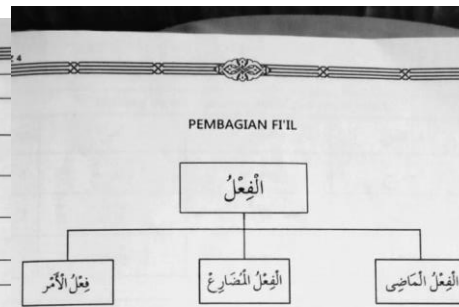 4
PEMBAGIAN FI'IL
الْفِعْلُ
الْفِعْلُ الْمَاضِى
الْفِعْلُ الْمُضَارِعُ
فِعْلُ الْأَمْر